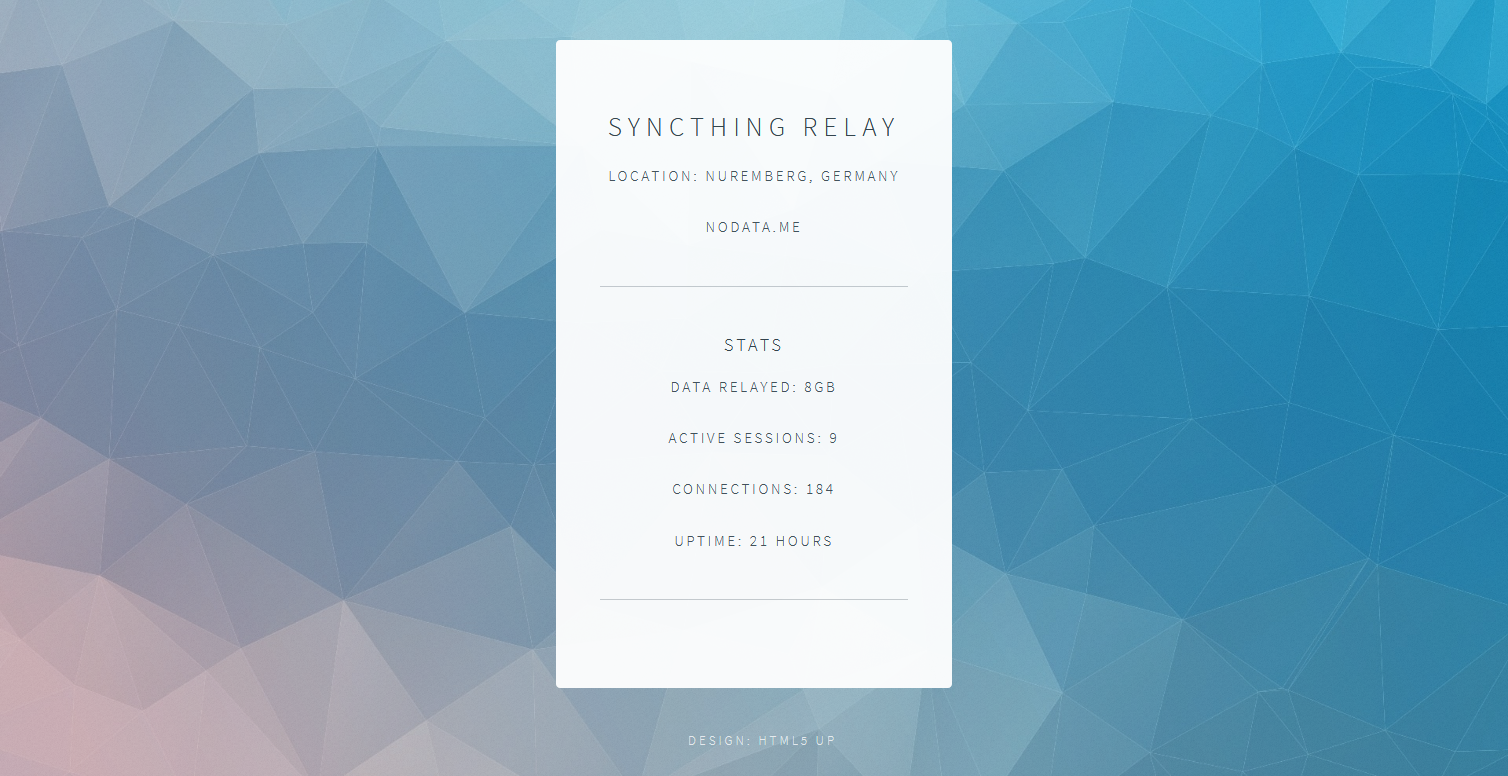 SYNCTHING RELAY
LOCATION: NUREMBERG, GERMANY
NODATA.ME
STATS
DATA RELAYED: 8GB
ACTIVE SESSIONS: 9
CONNECTIONS: 184
UPTIME: 21 HOURS
DESIGN: HTML5 UP